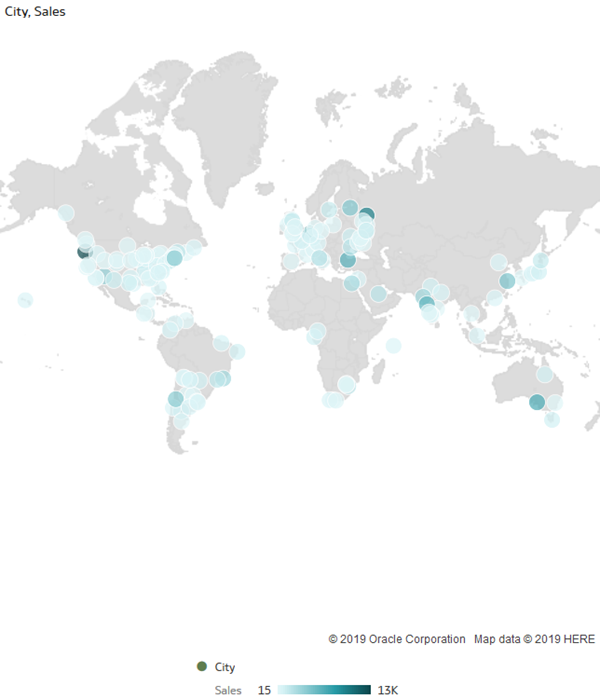 City, Sales
© 2019 Oracle Corporation Map data © 2019 HERE
City
Sales 15 13K